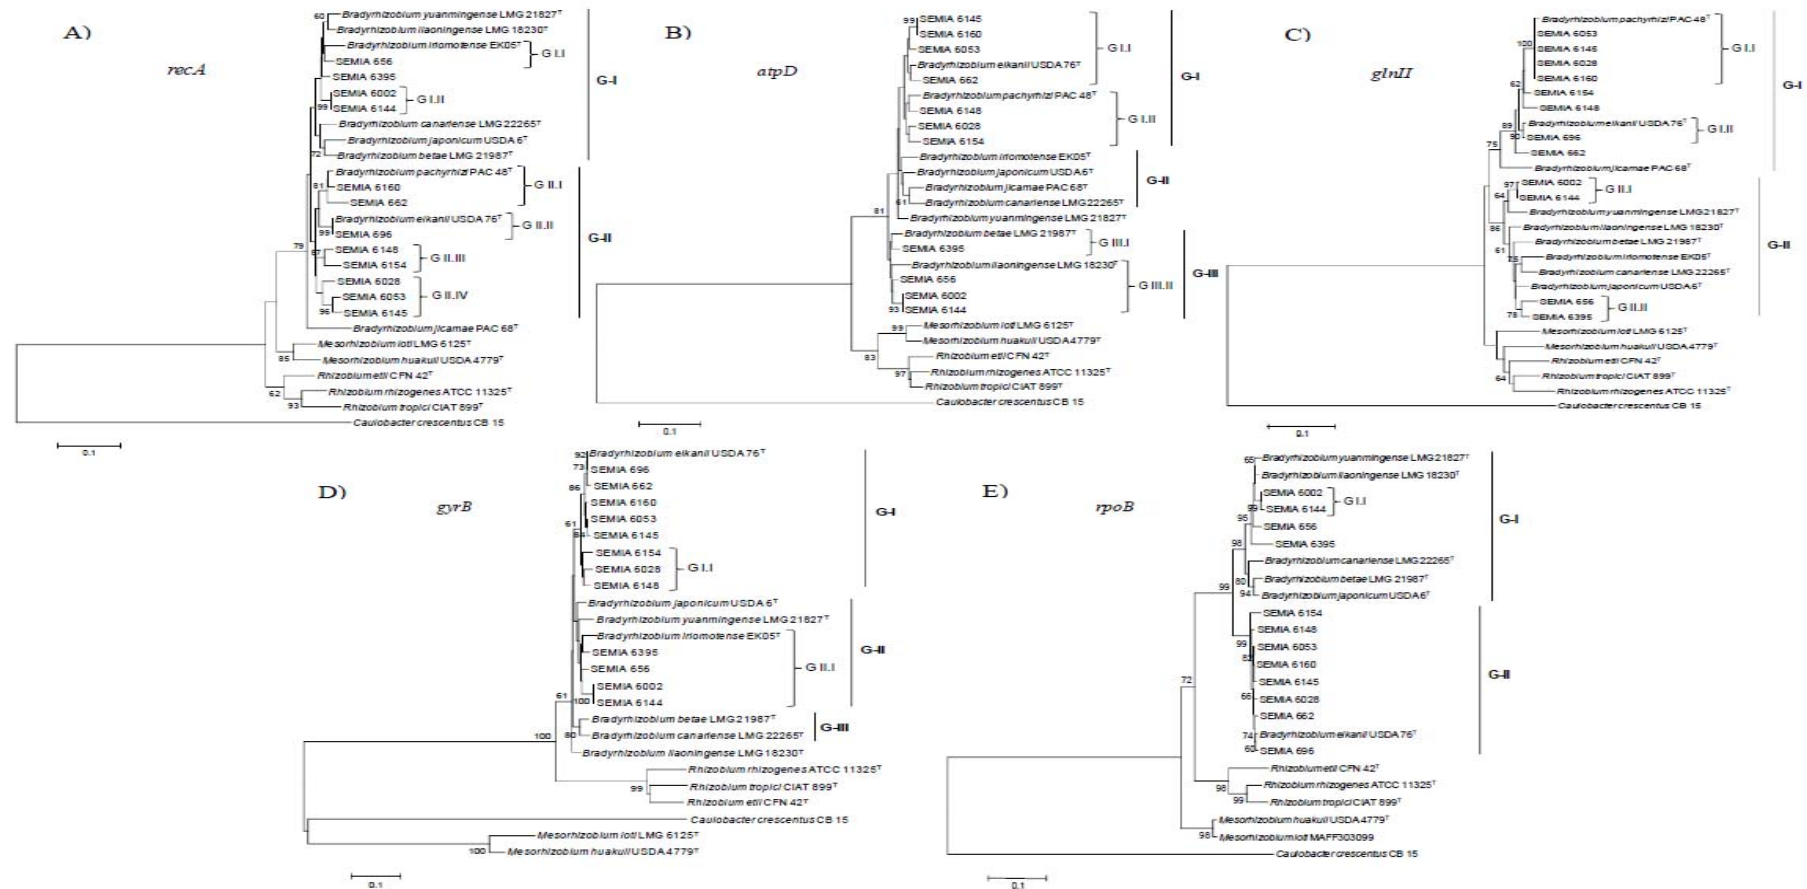 A)
recA
60
Bradyrhizobium yuanmingense LMG 21827T
Bradyrhizobium liaoningense LMG 18230T
Bradyrhizobium iriomotense EK05T
SEMIA 656
G I.I
SEMIA 6395
SEMIA 6002
99
SEMIA 6144
G I.II
Bradyrhizobium canariense LMG 22265T
Bradyrhizobium japonicum USDA 6T
72
Bradyrhizobium betae LMG 21987T
G-I
Bradyrhizobium pachyrhizi PAC 48T
81
SEMIA 6160
SEMIA 662
G II.I
Bradyrhizobium elkanii USDA 76T
99
SEMIA 696
G II.II
79
SEMIA 6148
87
SEMIA 6154
G II.III
SEMIA 6028
SEMIA 6053
96
SEMIA 6145
G II.IV
G-II
Bradyrhizobium jicamae PAC 68T
Mesorhizobium loti LMG 6125T
85
Mesorhizobium huakuii USDA 4779T
Rhizobium etli CFN 42T
62
Rhizobium rhizogenes ATCC 11325T
93
Rhizobium tropici CIAT 899T
Caulobacter crescentus CB 15
0.1
B)
atpD
99
SEMIA 6145
SEMIA 6160
SEMIA 6053
Bradyrhizobium elkanii USDA 76T
SEMIA 662
G I.I
Bradyrhizobium pachyrhizi PAC 48T
SEMIA 6148
SEMIA 6028
SEMIA 6154
G I.II
G-I
Bradyrhizobium iriomotense EK05T
Bradyrhizobium japonicum USDA 6T
Bradyrhizobium jicamae PAC 68T
61
Bradyrhizobium canariense LMG 22265T
G-II
81
Bradyrhizobium yuanmingense LMG 21827T
Bradyrhizobium betae LMG 21987T
SEMIA 6395
G III.I
Bradyrhizobium liaoningense LMG 18230T
SEMIA 656
SEMIA 6002
93
SEMIA 6144
G III.II
G-III
99
Mesorhizobium loti LMG 6125T
Mesorhizobium huakuii USDA 4779T
83
Rhizobium etli CFN 42T
97
Rhizobium rhizogenes ATCC 11325T
Rhizobium tropici CIAT 899T
Caulobacter crescentus CB 15
0.1
C)
glnII
Bradyrhizobium pachyrhizi PAC 48T
SEMIA 6053
100
SEMIA 6145
SEMIA 6028
SEMIA 6160
G I.I
62
SEMIA 6154
SEMIA 6148
89
Bradyrhizobium elkanii USDA 76T
90
SEMIA 696
G I.II
75
SEMIA 662
Bradyrhizobium jicamae PAC 68T
G-I
97
SEMIA 6002
64
SEMIA 6144
G II.I
Bradyrhizobium yuanmingense LMG 21827T
86
Bradyrhizobium liaoningense LMG 18230T
61
Bradyrhizobium betae LMG 21987T
Bradyrhizobium iriomotense EK05T
Bradyrhizobium canariense LMG 22265T
Bradyrhizobium japonicum USDA 6T
SEMIA 656
78
SEMIA 6395
G II.II
G-II
Mesorhizobium loti LMG 6125T
Mesorhizobium huakuii USDA 4779T
Rhizobium etli CFN 42T
64
Rhizobium tropici CIAT 899T
Rhizobium rhizogenes ATCC 11325T
Caulobacter crescentus CB 15
0.1
D)
gyrB
92
Bradyrhizobium elkanii USDA 76T
73
SEMIA 696
86
SEMIA 662
SEMIA 6160
61
SEMIA 6053
SEMIA 6145
SEMIA 6154
SEMIA 6028
SEMIA 6148
G I.I
G-I
Bradyrhizobium japonicum USDA 6T
Bradyrhizobium yuanmingense LMG 21827T
Bradyrhizobium iriomotense EK05T
SEMIA 6395
SEMIA 656
SEMIA 6002
100
SEMIA 6144
G II.I
G-II
61
Bradyrhizobium betae LMG 21987T
80
Bradyrhizobium canariense LMG 22265T
G-III
100
Bradyrhizobium liaoningense LMG 18230T
Rhizobium rhizogenes ATCC 11325T
99
Rhizobium tropici CIAT 899T
Rhizobium etli CFN 42T
Caulobacter crescentus CB 15
Mesorhizobium loti LMG 6125T
100
Mesorhizobium huakuii USDA 4779T
0.1
E)
rpoB
65
Bradyrhizobium yuanmingense LMG 21827T
Bradyrhizobium liaoningense LMG 18230T
SEMIA 6002
99
SEMIA 6144
G I.I
95
SEMIA 656
98
SEMIA 6395
Bradyrhizobium canariense LMG 22265T
80
Bradyrhizobium betae LMG 21987T
99
94
Bradyrhizobium japonicum USDA 6T
G-I
SEMIA 6154
SEMIA 6148
99
SEMIA 6053
SEMIA 6160
SEMIA 6145
66
SEMIA 6028
SEMIA 662
74
Bradyrhizobium elkanii USDA 76T
60
SEMIA 696
G-II
72
Rhizobium etli CFN 42T
98
Rhizobium rhizogenes ATCC 11325T
99
Rhizobium tropici CIAT 899T
Mesorhizobium huakuii USDA 4779T
98
Mesorhizobium loti MAFF303099
Caulobacter crescentus CB 15
0.1